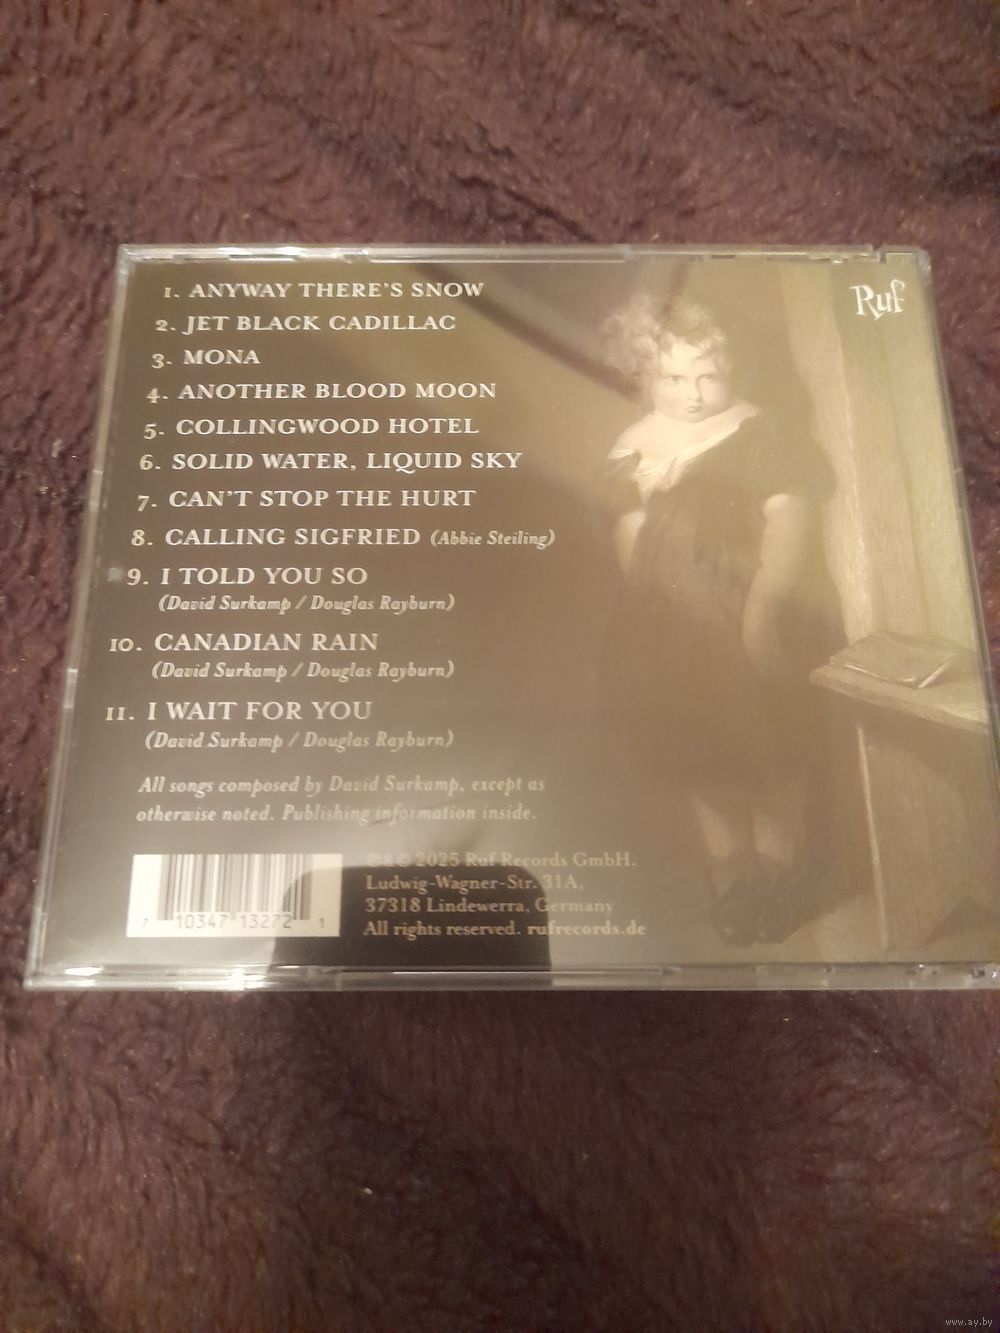 Ruf
1. ANYWAY THERE'S SNOW
2. JET BLACK CADILLAC
3. MONA
4. ANOTHER BLOOD MOON
5. COLLINGWOOD HOTEL
6. SOLID WATER, LIQUID SKY
7. CAN'T STOP THE HURT
8. CALLING SIGFRIED (Abbie Steiling)
9. I TOLD YOU SO
(David Surkamp / Douglas Rayburn)
10. CANADIAN RAIN
(David Surkamp / Douglas Rayburn)
11. I WAIT FOR YOU
(David Surkamp / Douglas Rayburn)
All songs composed by David Surkamp, except as
otherwise noted. Publishing information inside.
℗ & © 2025 Ruf Records GmbH.
Ludwig-Wagner-Str. 31A,
37318 Lindewerra, Germany
All rights reserved. rufrecords.de
7 10347 13272 1
www.ay.by